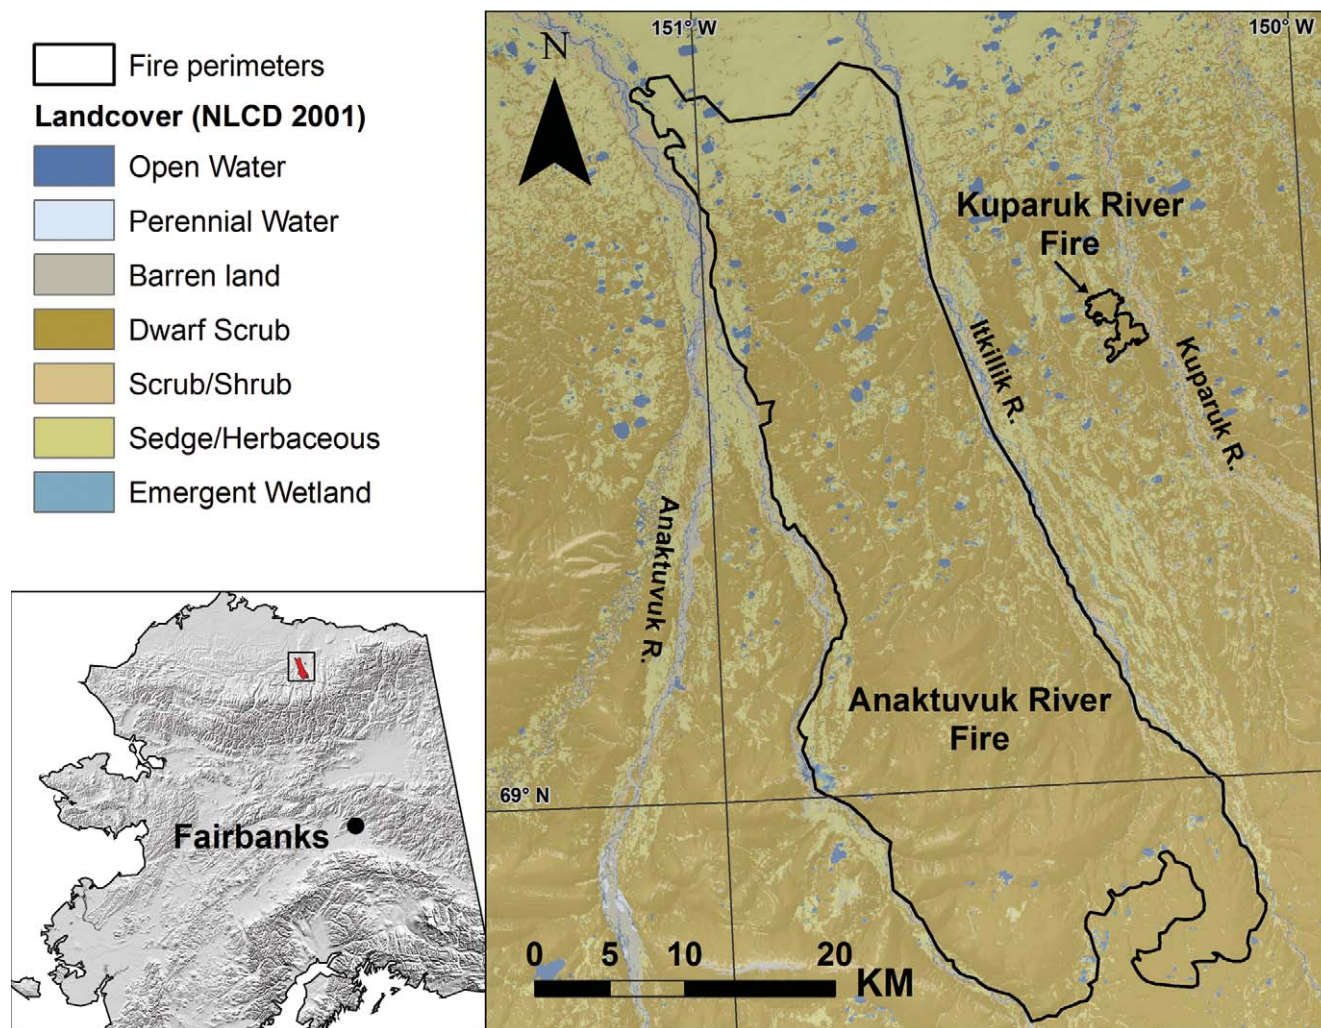 Fire perimeters
Landcover (NLCD 2001)
Open Water
Perennial Water
Barren land
Dwarf Scrub
Scrub/Shrub
Sedge/Herbaceous
Emergent Wetland
Fairbanks
151° W
150° W
N
Kuparuk River
Fire
Itkillik R.
Kuparuk R.
Anaktuvuk R.
Anaktuvuk River
Fire
69° N
0 5 10 20
KM